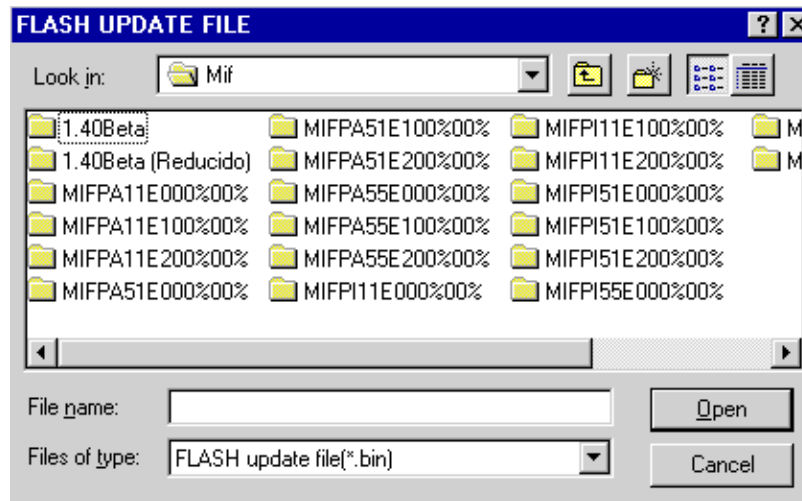 FLASH UPDATE FILE
Look in: Mif
1.40Beta MIFPA51E100%00% MIFPI11E100%00% M
1.40Beta (Reducido) MIFPA51E200%00% MIFPI11E200%00% M
MIFPA11E000%00% MIFPA55E000%00% MIFPI51E000%00%
MIFPA11E100%00% MIFPA55E100%00% MIFPI51E100%00%
MIFPA11E200%00% MIFPA55E200%00% MIFPI51E200%00%
MIFPA51E000%00% MIFPI11E000%00% MIFPI55E000%00%
File name: Open
Files of type: FLASH update file(*.bin) Cancel